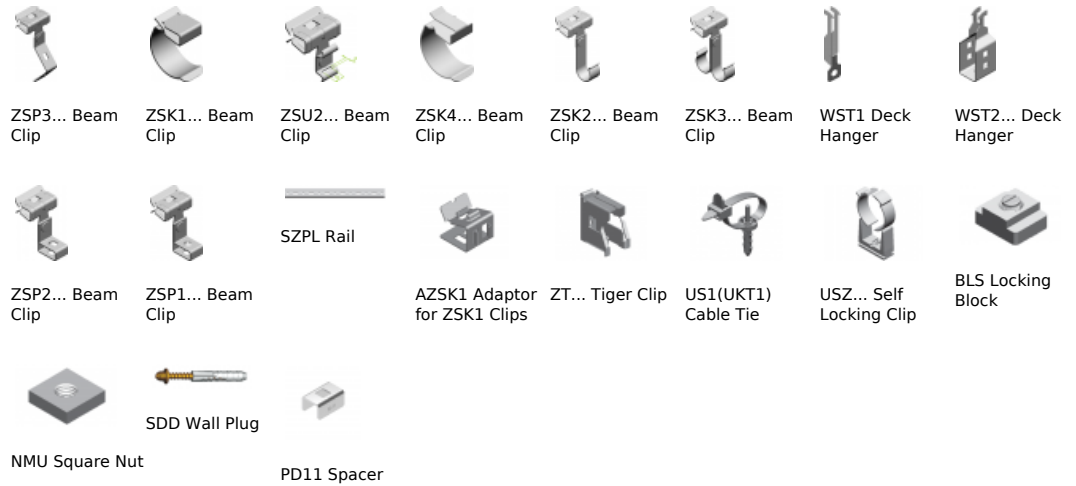 ZSP3... Beam
Clip
ZSK1... Beam
Clip
ZSU2... Beam
Clip
ZSK4... Beam
Clip
ZSK2... Beam
Clip
ZSK3... Beam
Clip
WST1 Deck
Hanger
WST2... Deck
Hanger
ZSP2... Beam
Clip
ZSP1... Beam
Clip
SZPL Rail
AZSK1 Adaptor
for ZSK1 Clips
ZT... Tiger Clip
US1(UKT1)
Cable Tie
USZ... Self
Locking Clip
BLS Locking
Block
NMU Square Nut
SDD Wall Plug
PD11 Spacer